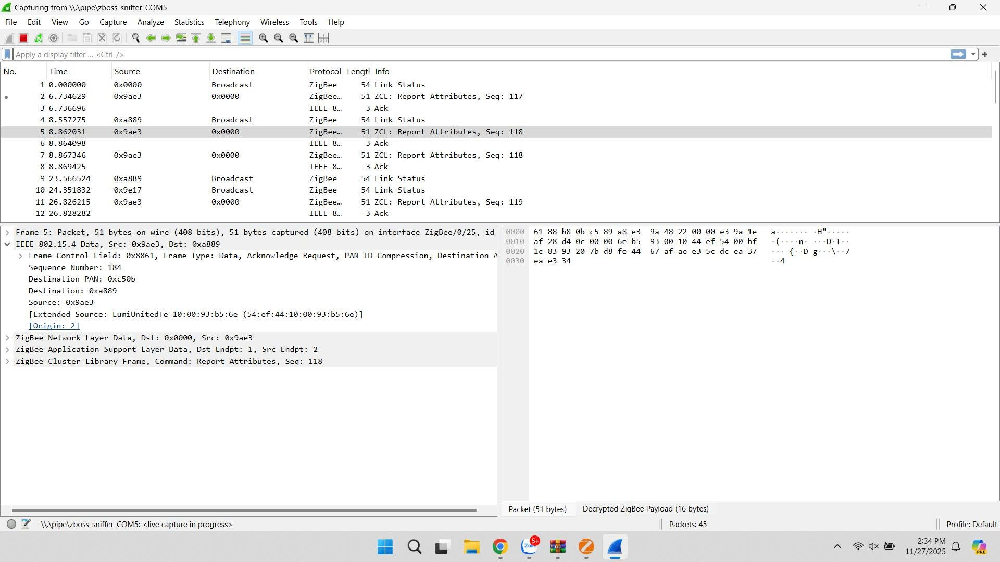 Capturing from \\.\pipe\zboss_sniffer_COM5
File Edit View Go Capture Analyze Statistics Telephony Wireless Tools Help
Apply a display filter ... <Ctrl-/>
No. Time Source Destination Protocol Length Info
1 0.000000 0x0000 Broadcast ZigBee 54 Link Status
2 6.734629 0x9ae3 0x0000 ZigBee… 51 ZCL: Report Attributes, Seq: 117
3 6.736696 IEEE 8… 3 Ack
4 8.557275 0xa889 Broadcast ZigBee 54 Link Status
5 8.862031 0x9ae3 0x0000 ZigBee… 51 ZCL: Report Attributes, Seq: 118
6 8.864098 IEEE 8… 3 Ack
7 8.867346 0x9ae3 0x0000 ZigBee… 51 ZCL: Report Attributes, Seq: 118
8 8.869425 IEEE 8… 3 Ack
9 23.566524 0xa889 Broadcast ZigBee 54 Link Status
10 24.351832 0x9e17 Broadcast ZigBee 54 Link Status
11 26.826215 0x9ae3 0x0000 ZigBee… 51 ZCL: Report Attributes, Seq: 119
12 26.828282 IEEE 8… 3 Ack
Frame 5: Packet, 51 bytes on wire (408 bits), 51 bytes captured (408 bits) on interface ZigBee/0/25, id
IEEE 802.15.4 Data, Src: 0x9ae3, Dst: 0xa889
Frame Control Field: 0x8861, Frame Type: Data, Acknowledge Request, PAN ID Compression, Destination A
Sequence Number: 184
Destination PAN: 0xc50b
Destination: 0xa889
Source: 0x9ae3
[Extended Source: LumiUnitedTe_10:00:93:b5:6e (54:ef:44:10:00:93:b5:6e)]
[Origin: 2]
ZigBee Network Layer Data, Dst: 0x0000, Src: 0x9ae3
ZigBee Application Support Layer Data, Dst Endpt: 1, Src Endpt: 2
ZigBee Cluster Library Frame, Command: Report Attributes, Seq: 118
0000 61 88 b8 0b c5 89 a8 e3 9a 48 22 00 00 e3 9a 1e a······· ·H"·····
0010 af 28 d4 0c 00 00 6e b5 93 00 10 44 ef 54 00 bf ·(····n· ···D·T··
0020 1c 83 93 20 7b d8 fe 44 67 af ae e3 5c dc ea 37 ··· {··D g···\··7
0030 ea e3 34 ··4
Packet (51 bytes) Decrypted ZigBee Payload (16 bytes)
\\.\pipe\zboss_sniffer_COM5: <live capture in progress> Packets: 45 Profile: Default
Zalo 5+
2:34 PM
11/27/2025
PRE